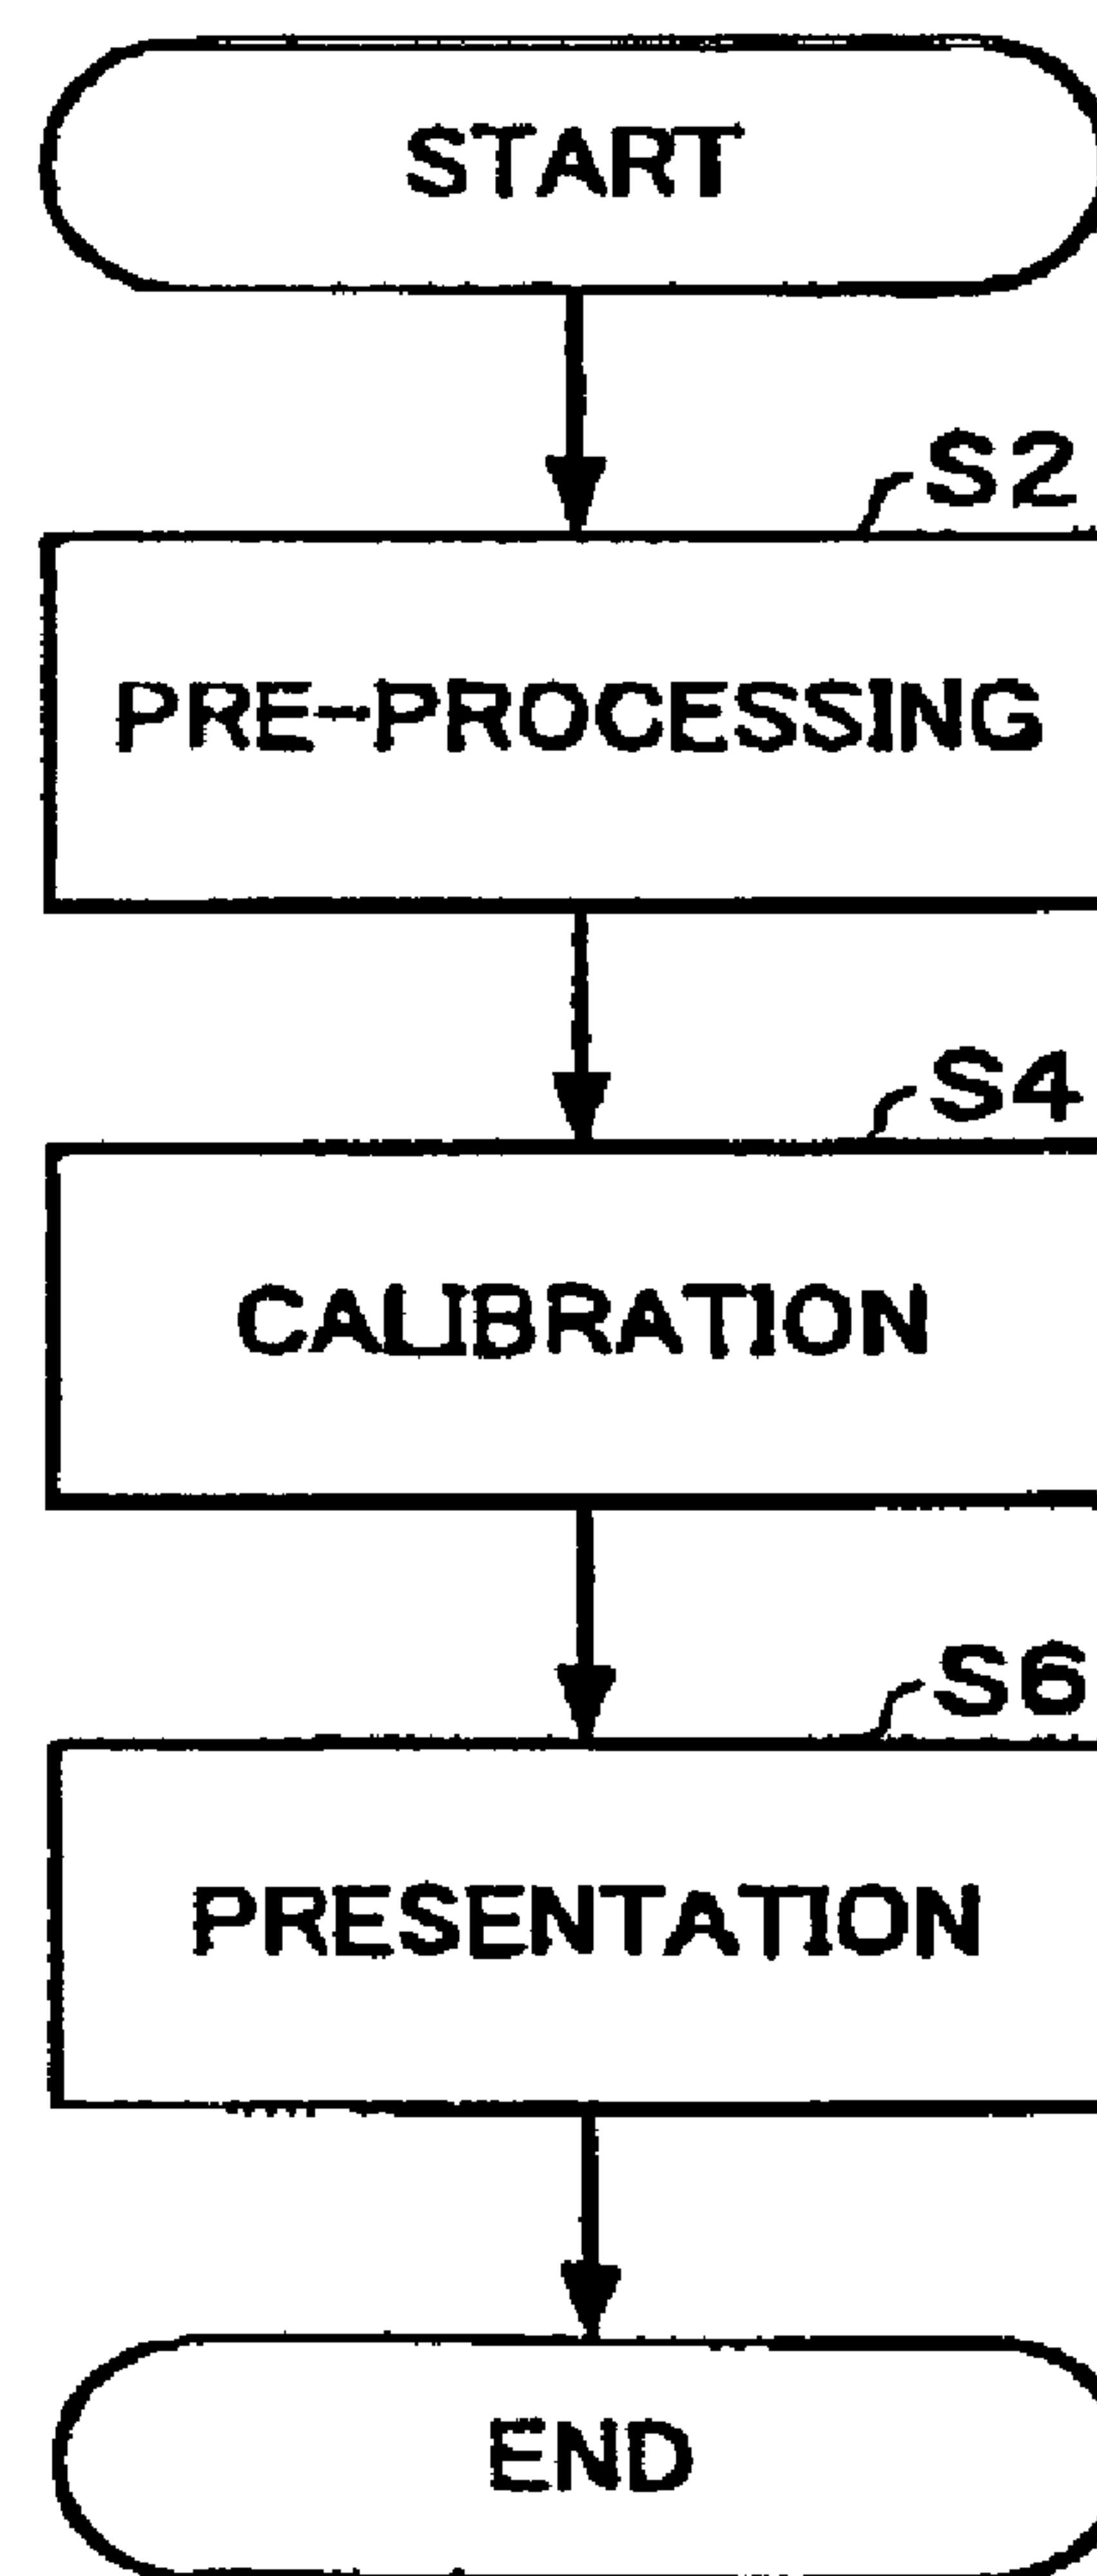 START
S2
PRE-PROCESSING
S4
CALIBRATION
S6
PRESENTATION
END